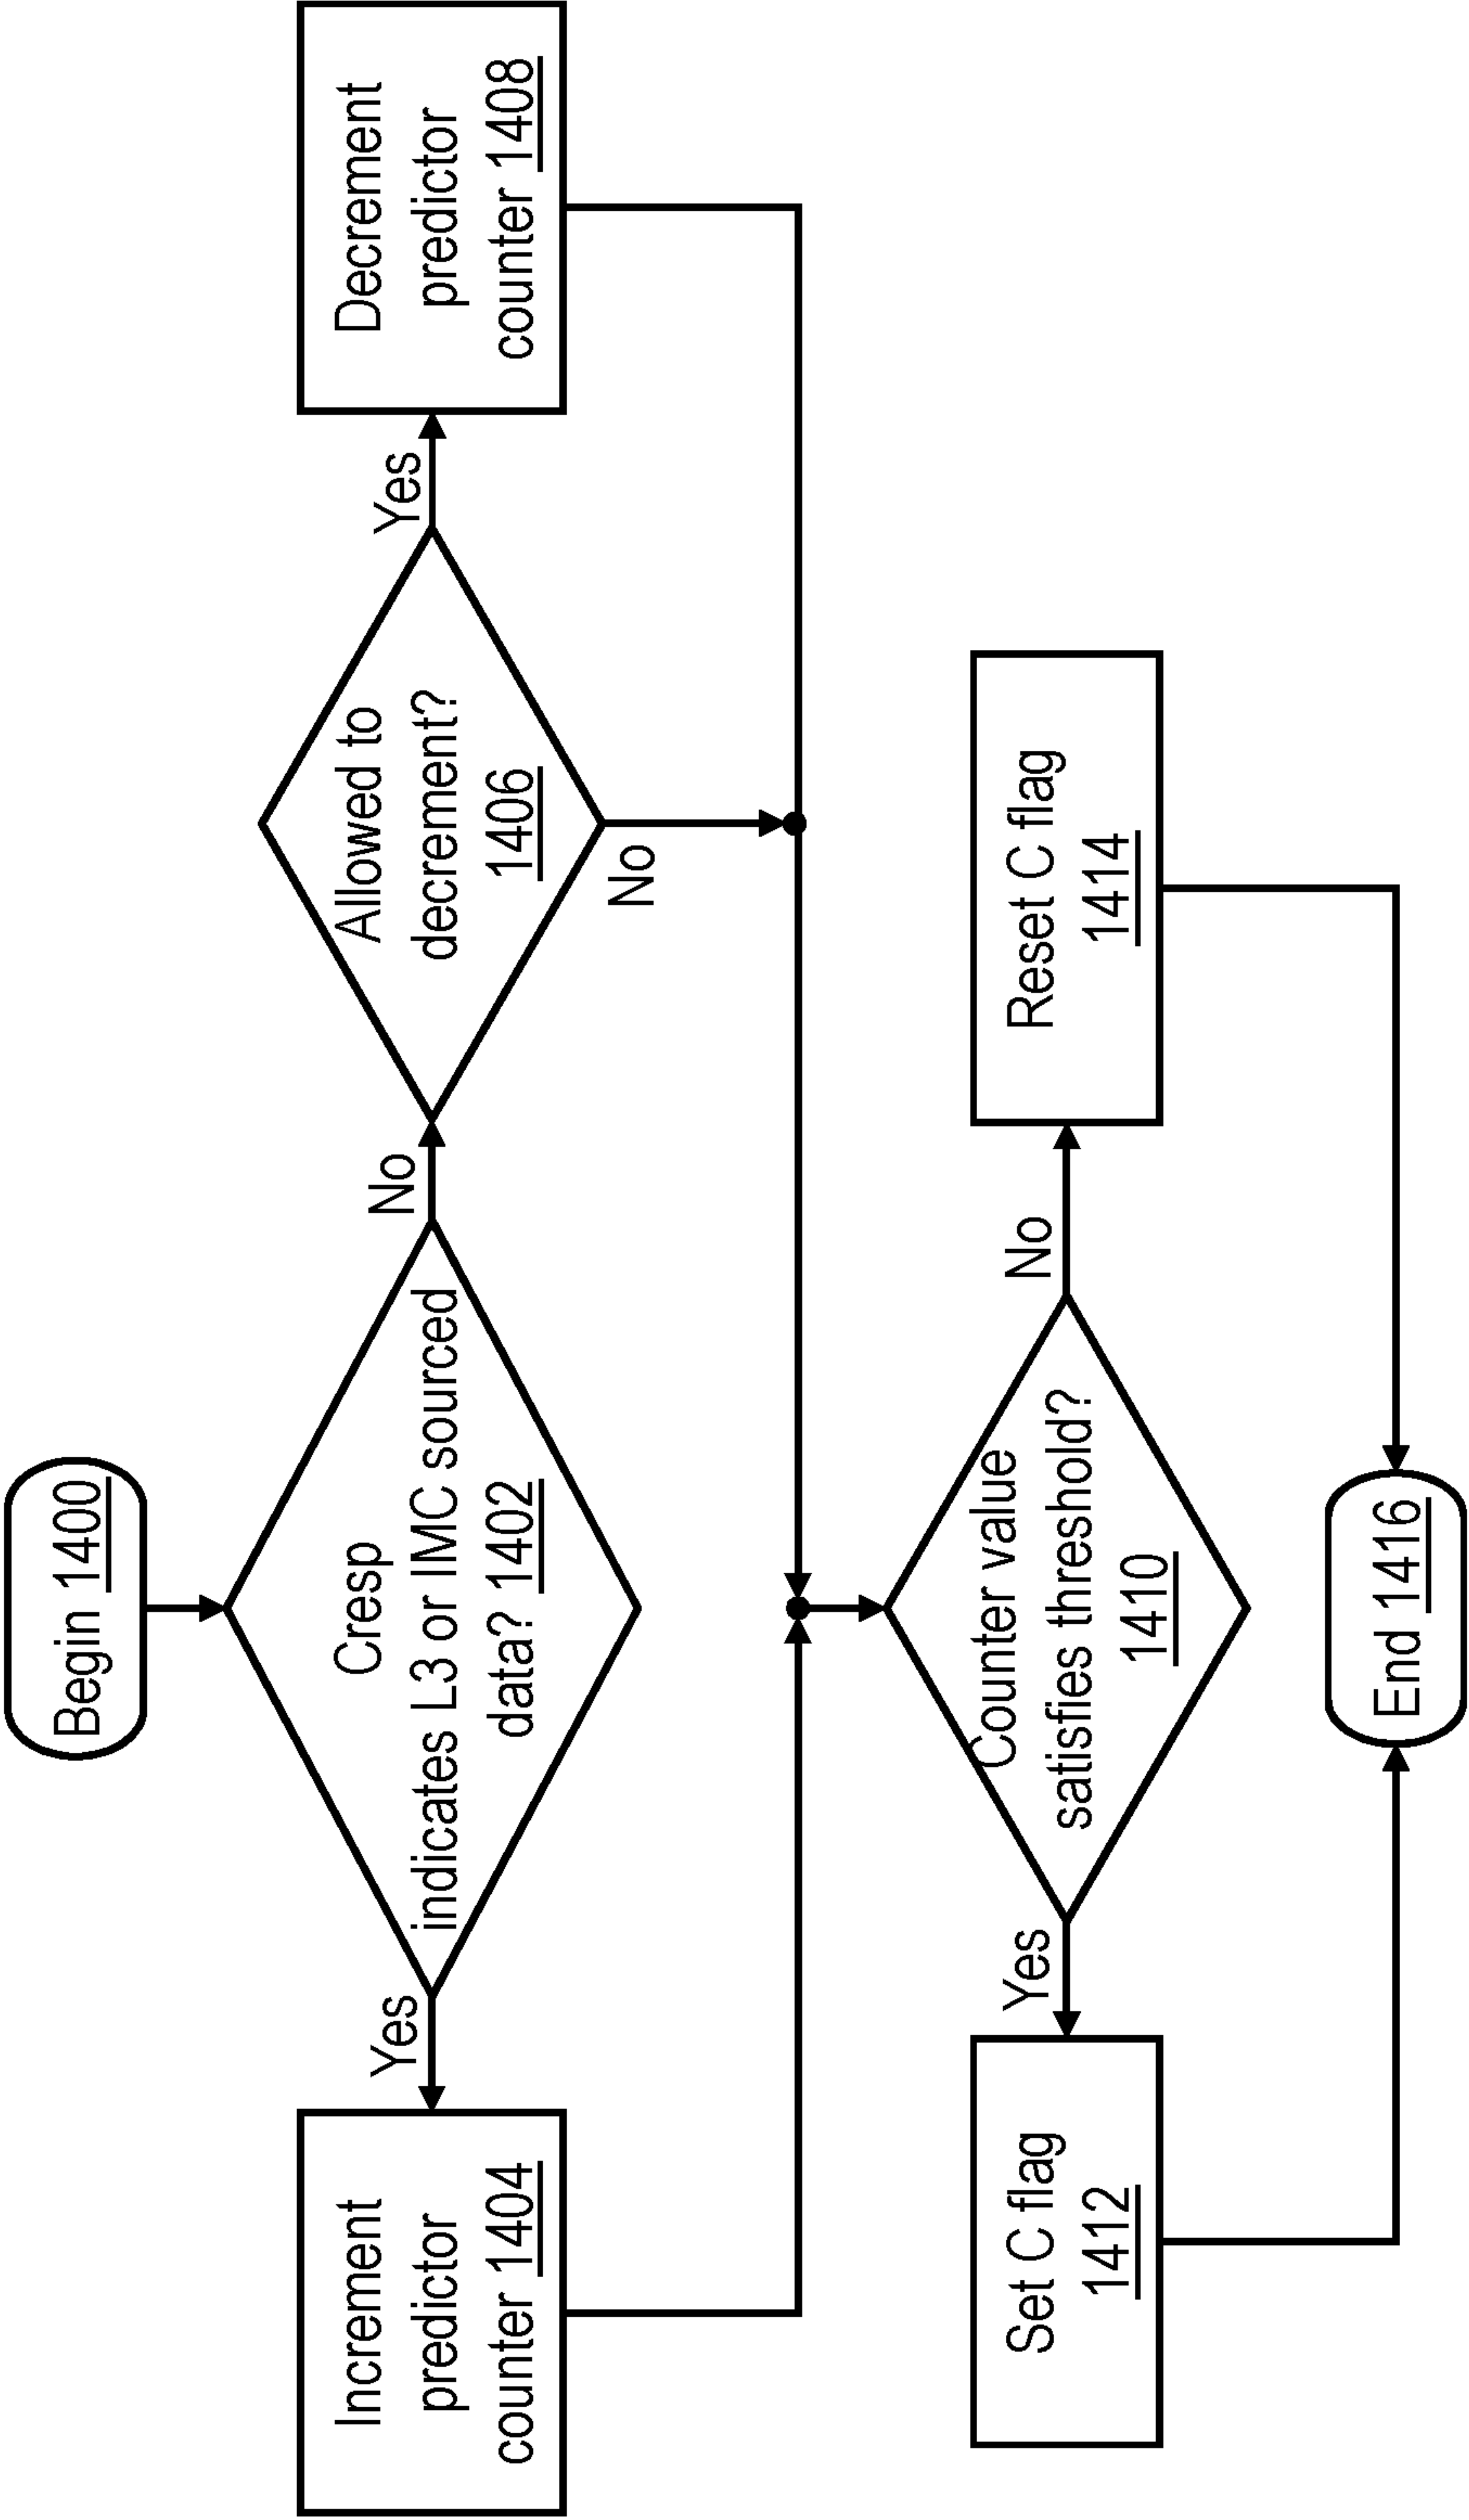 Begin 1400
Cresp
indicates L3 or IMC sourced
data? 1402
Yes
No
Increment
predictor
counter 1404
Allowed to
decrement?
1406
Yes
No
Decrement
predictor
counter 1408
Counter value
satisfies threshold?
1410
Yes
No
Set C flag
1412
Reset C flag
1414
End 1416